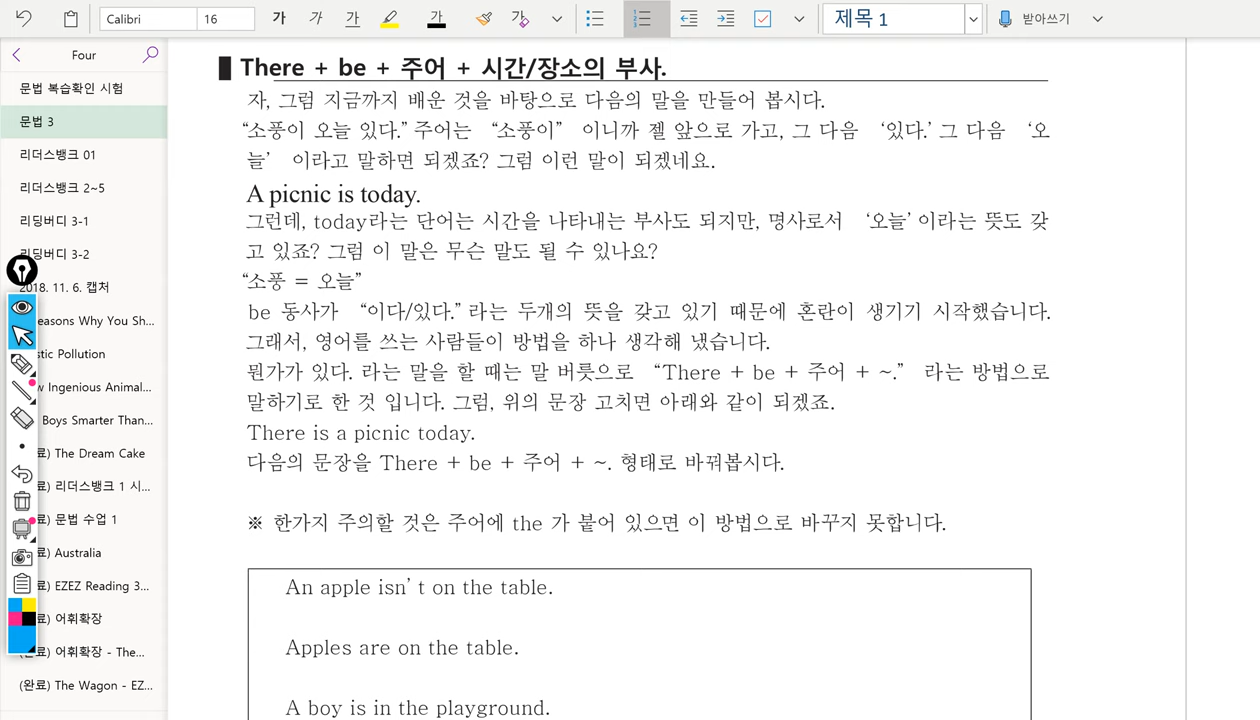 Calibri
16
가
가
가
가
가
제목 1
받아쓰기
Four
문법 복습확인 시험
문법 3
리더스뱅크 01
리더스뱅크 2~5
리딩버디 3-1
리딩버디 3-2
2018. 11. 6. 캡처
easons Why You Sh...
stic Pollution
w Ingenious Animal...
Boys Smarter Than...
료) The Dream Cake
료) 리더스뱅크 1 시...
료) 문법 수업 1
료) Australia
료) EZEZ Reading 3...
료) 어휘확장
(완료) 어휘확장 - The...
(완료) The Wagon - EZ...
There + be + 주어 + 시간/장소의 부사.
자, 그럼 지금까지 배운 것을 바탕으로 다음의 말을 만들어 봅시다.
“소풍이 오늘 있다.” 주어는 “소풍이” 이니까 젤 앞으로 가고, 그 다음 ‘있다.’ 그 다음 ‘오
늘’ 이라고 말하면 되겠죠? 그럼 이런 말이 되겠네요.
A picnic is today.
그런데, today라는 단어는 시간을 나타내는 부사도 되지만, 명사로서 ‘오늘’ 이라는 뜻도 갖
고 있죠? 그럼 이 말은 무슨 말도 될 수 있나요?
“소풍 = 오늘”
be 동사가 “이다/있다.” 라는 두개의 뜻을 갖고 있기 때문에 혼란이 생기기 시작했습니다.
그래서, 영어를 쓰는 사람들이 방법을 하나 생각해 냈습니다.
뭔가가 있다. 라는 말을 할 때는 말 버릇으로 “There + be + 주어 + ~.” 라는 방법으로
말하기로 한 것 입니다. 그럼, 위의 문장 고치면 아래와 같이 되겠죠.
There is a picnic today.
다음의 문장을 There + be + 주어 + ~. 형태로 바꿔봅시다.
※ 한가지 주의할 것은 주어에 the 가 붙어 있으면 이 방법으로 바꾸지 못합니다.
An apple isn’t on the table.
Apples are on the table.
A boy is in the playground.